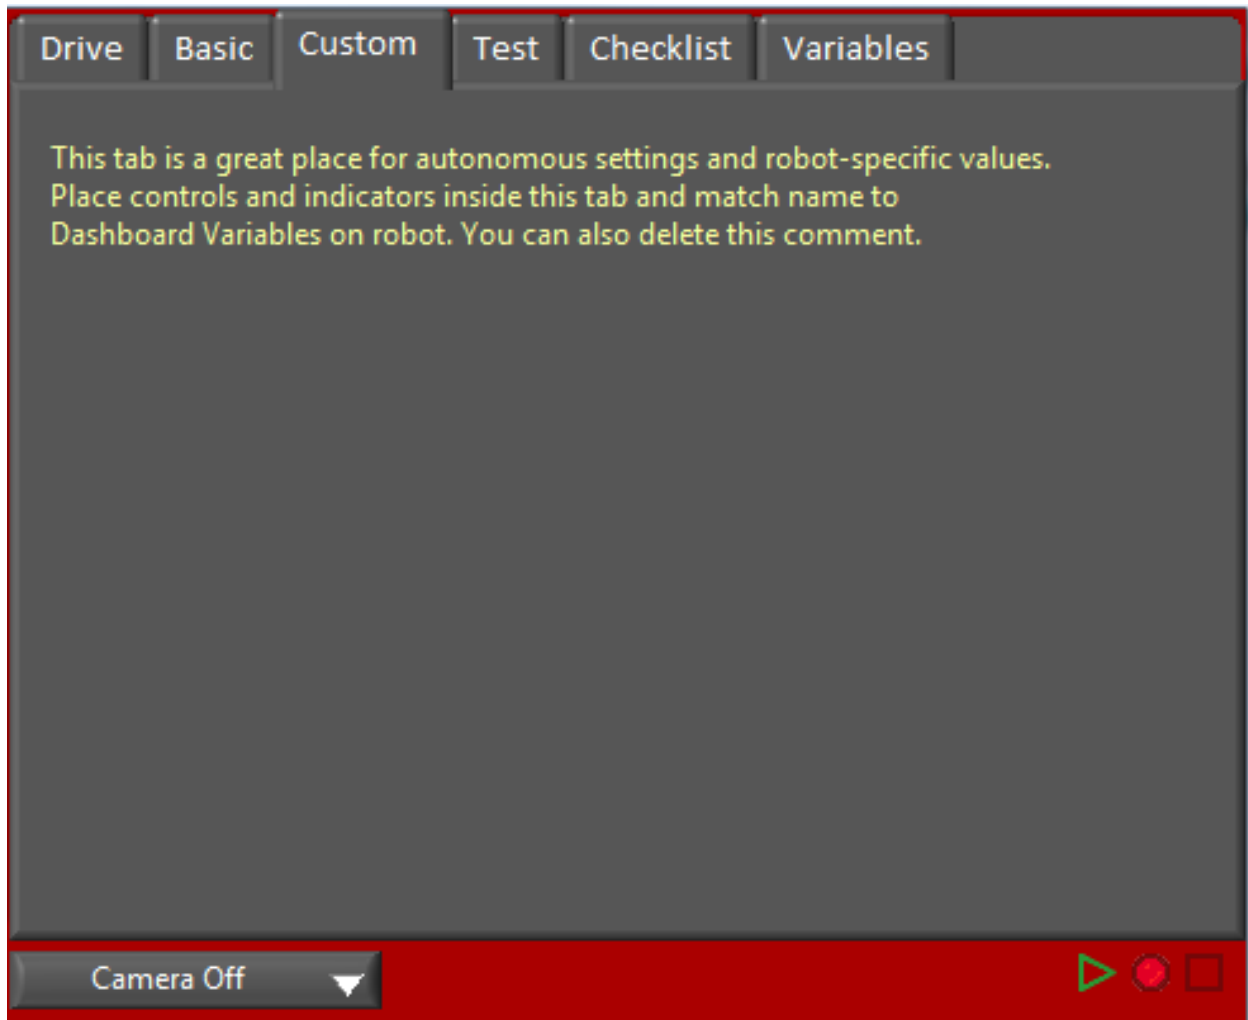 Drive Basic Custom Test Checklist Variables
This tab is a great place for autonomous settings and robot-specific values.
Place controls and indicators inside this tab and match name to
Dashboard Variables on robot. You can also delete this comment.
Camera Off